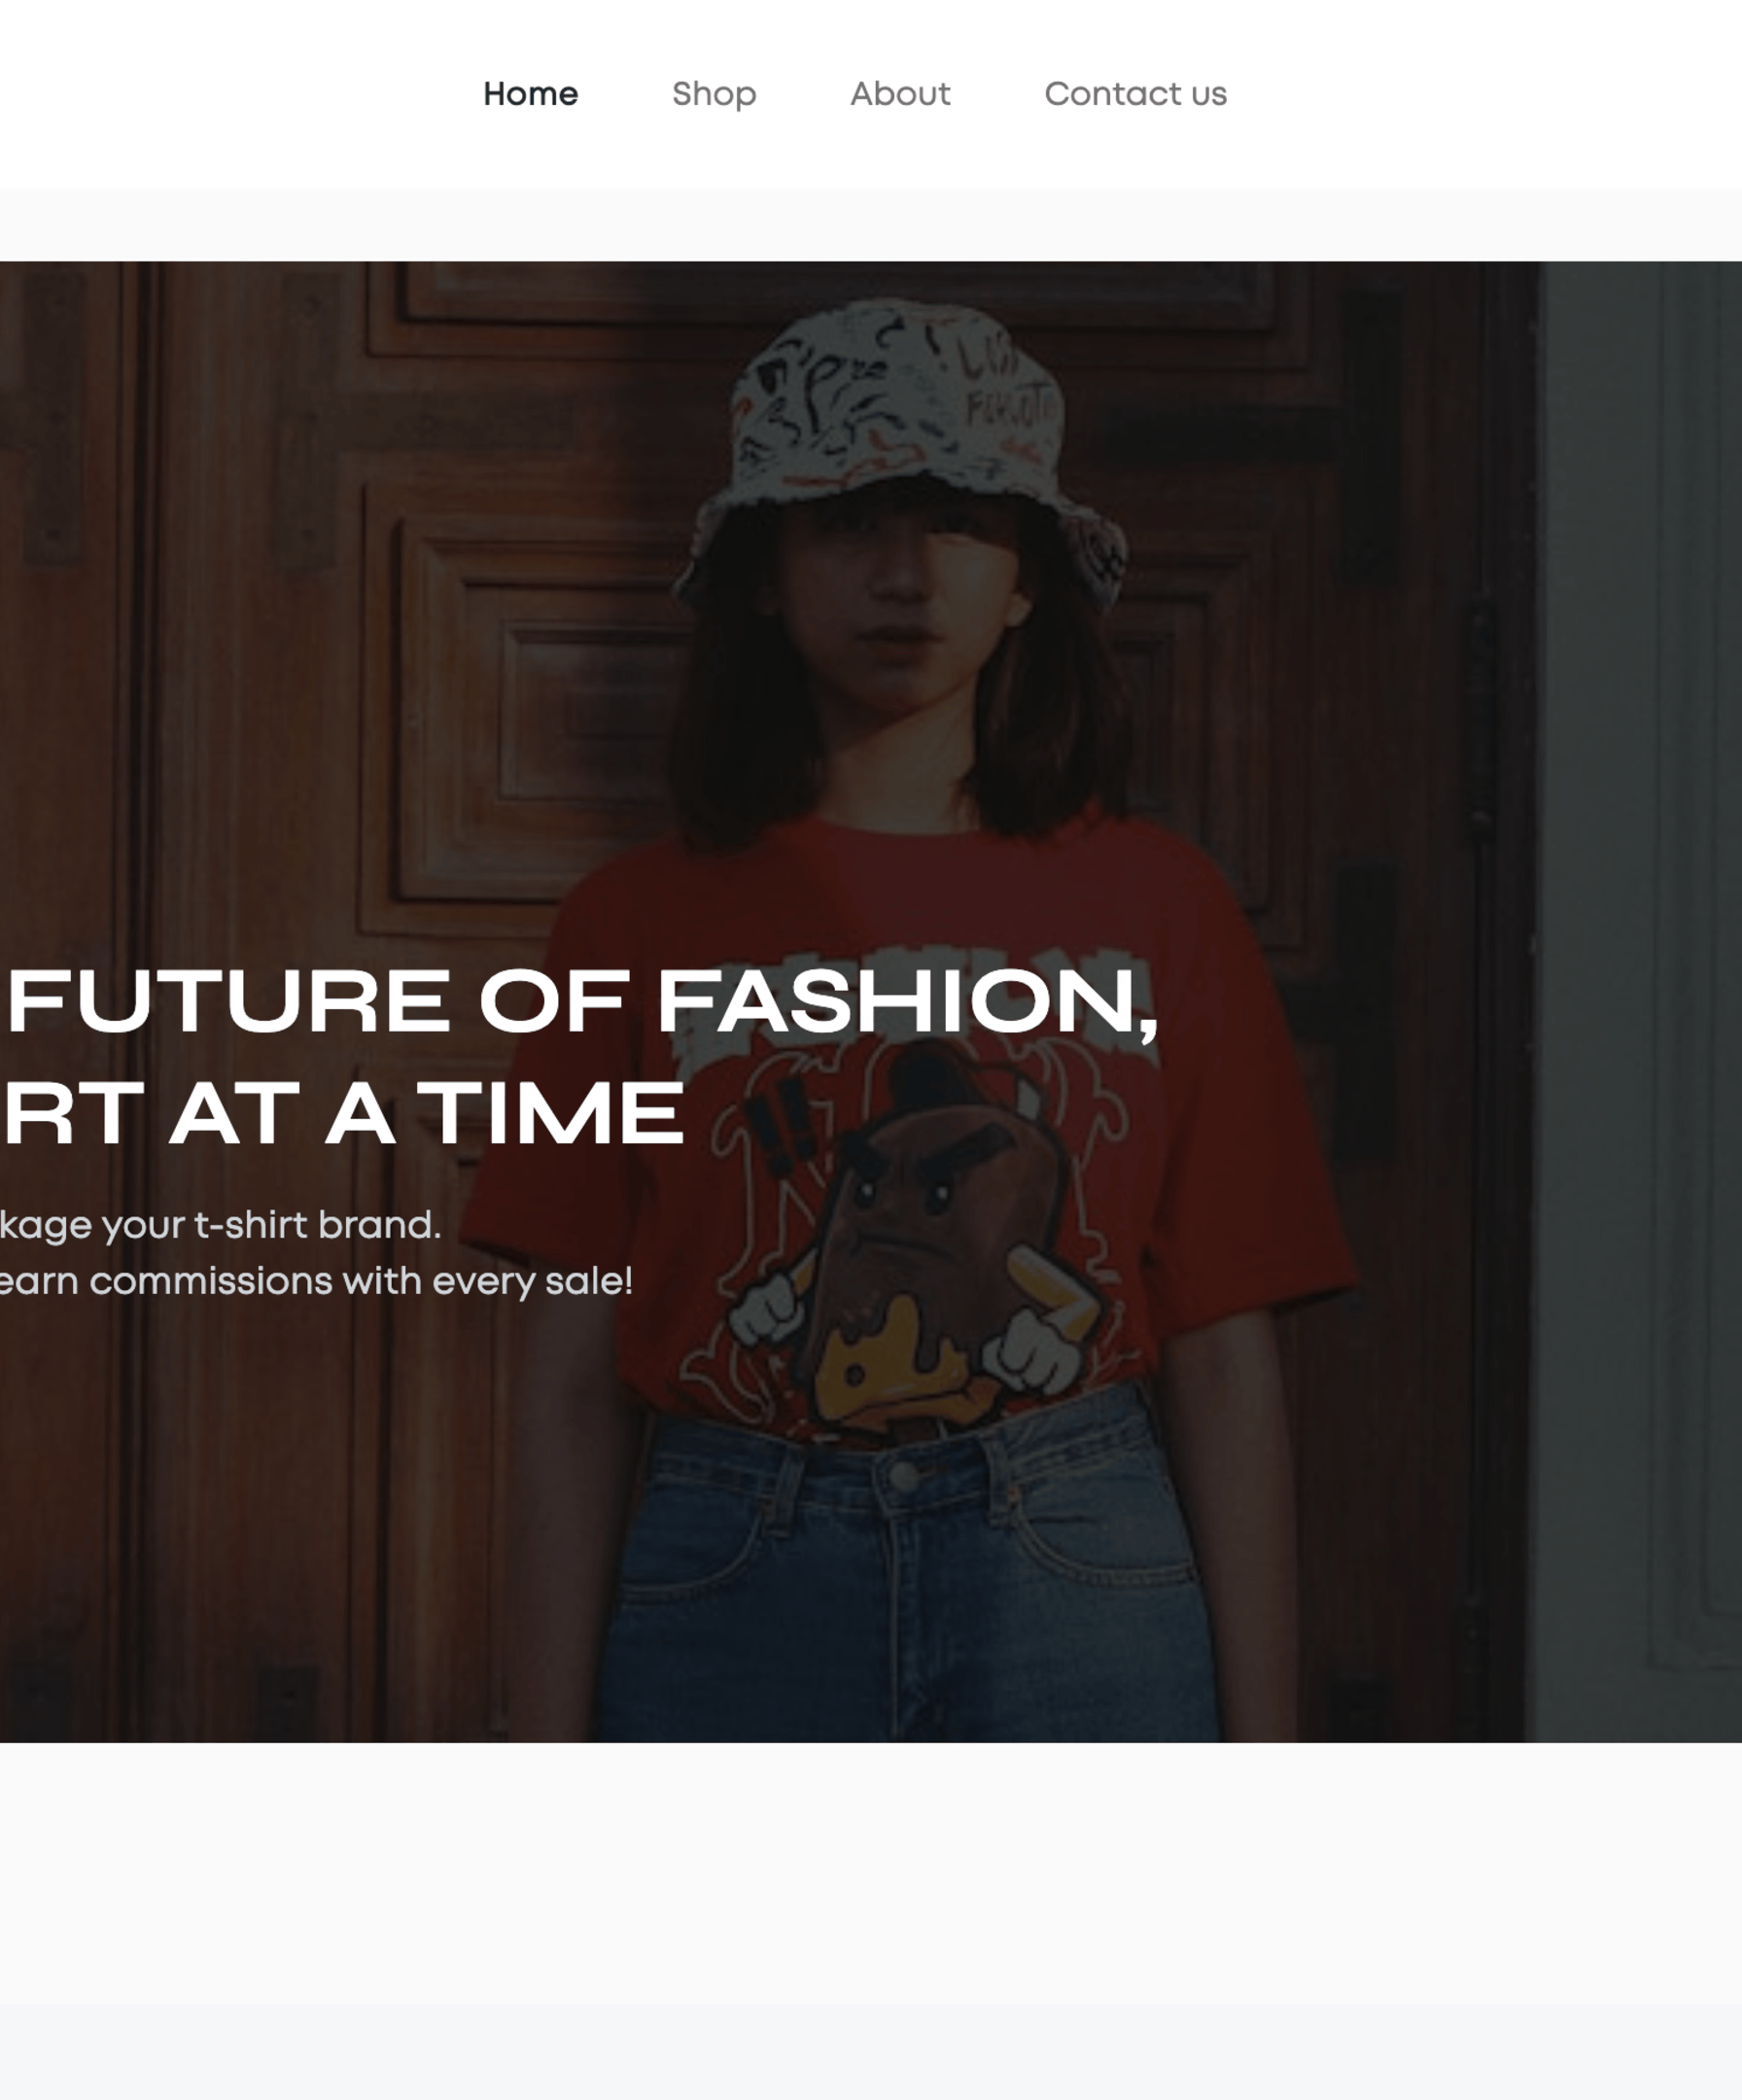 Home Shop About Contact us
FUTURE OF FASHION,
RT AT A TIME
kage your t-shirt brand.
earn commissions with every sale!